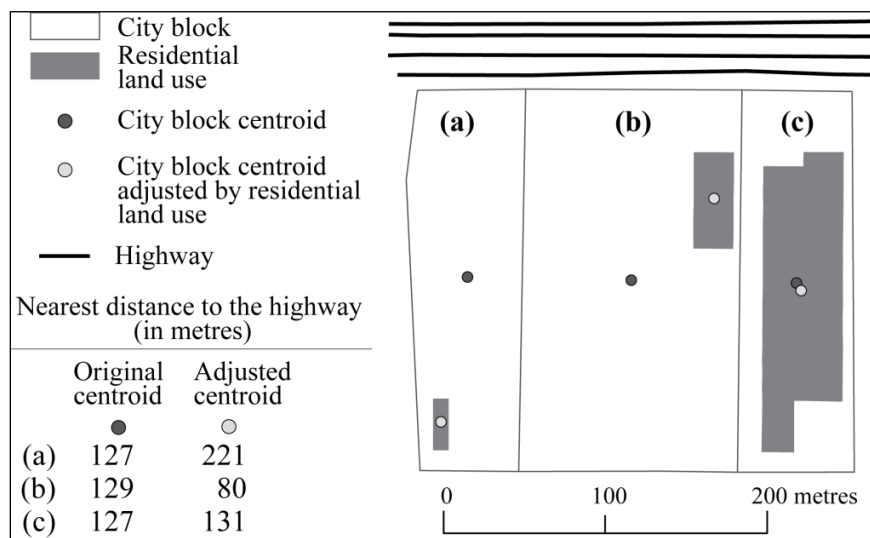 City block
Residential
land use
City block centroid
City block centroid
adjusted by residential
land use
Highway
Nearest distance to the highway
(in metres)
Original Adjusted
centroid centroid
(a) 127 221
(b) 129 80
(c) 127 131
(a) (b) (c)
0 100 200 metres